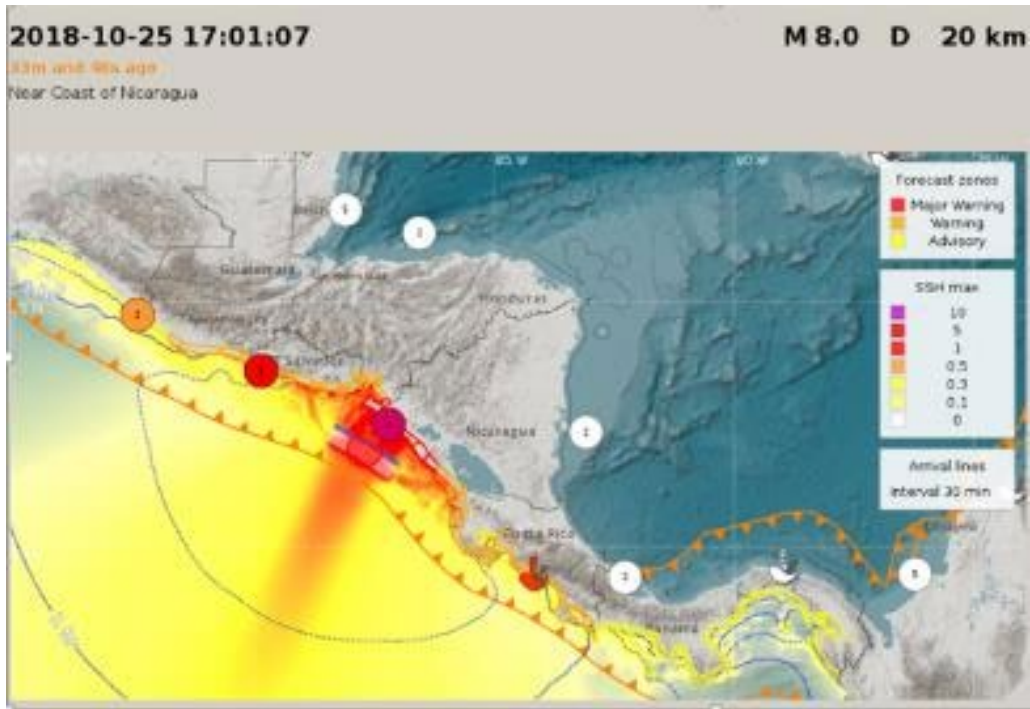 2018-10-25 17:01:07
M 8.0 D 20 km
Near Coast of Nicaragua
85 W
80 W
Forecast zones
Major Warning
Warning
Advisory
Guatemala
Honduras
SSH max
10
5
1
0.5
0.3
0.1
0
Nicaragua
Arrival lines
Interval 30 min
Panama